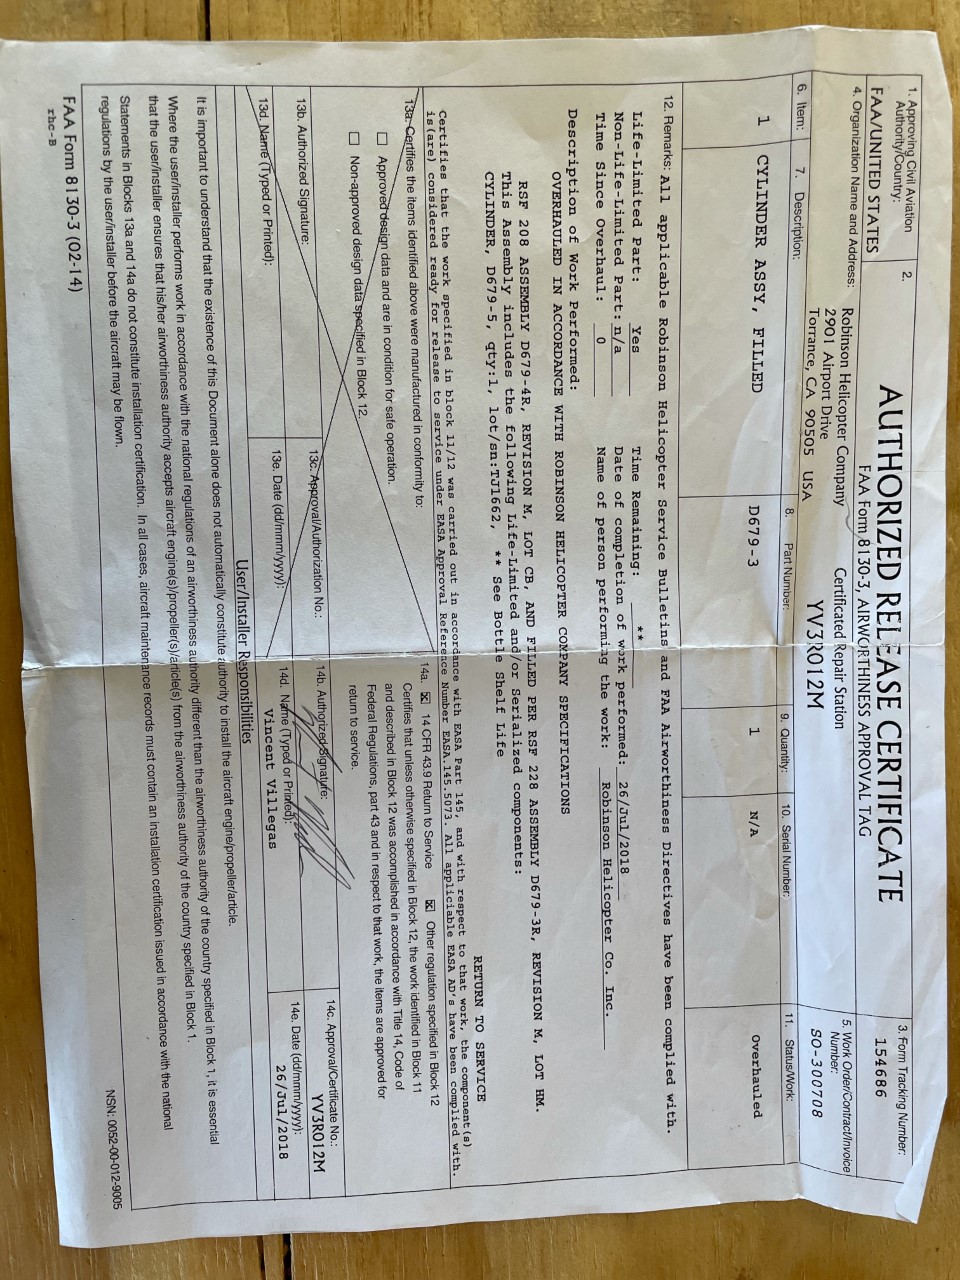 1. Approving Civil Aviation
Authority/Country:
FAA/UNITED STATES
2.
AUTHORIZED RELEASE CERTIFICATE
FAA Form 8130-3, AIRWORTHINESS APPROVAL TAG
3. Form Tracking Number:
154686
4. Organization Name and Address:
Robinson Helicopter Company
2901 Airport Drive
Torrance, CA 90505 USA
Certificated Repair Station
YV3R012M
5. Work Order/Contract/Invoice
Number:
SO-300708
6. Item:
7. Description:
8. Part Number:
9. Quantity:
10. Serial Number:
11. Status/Work:
1 CYLINDER ASSY, FILLED D679-3 1 N/A Overhauled
12. Remarks: All applicable Robinson Helicopter Service Bulletins and FAA Airworthiness Directives have been complied with.
Life-Limited Part: Yes Time Remaining: **
Non-Life-Limited Part: n/a Date of completion of work performed: 26/Jul/2018
Time Since Overhaul: 0 Name of person performing the work: Robinson Helicopter Co. Inc.
Description of Work Performed:
OVERHAULED IN ACCORDANCE WITH ROBINSON HELICOPTER COMPANY SPECIFICATIONS
RSF 208 ASSEMBLY D679-4R, REVISION M, LOT CB, AND FILLED PER RSF 228 ASSEMBLY D679-3R, REVISION M, LOT HM.
This Assembly includes the following Life-Limited and/or Serialized components:
CYLINDER, D679-5, qty:1, lot/sn:TJ1662, ** See Bottle Shelf Life
RETURN TO SERVICE
Certifies that the work specified in block 11/12 was carried out in accordance with EASA Part 145, and with respect to that work, the component(s)
is(are) considered ready for release to service under EASA Approval Reference Number EASA.145.5073. All appliciable EASA AD's have been complied with.
13a. Certifies the items identified above were manufactured in conformity to:
Approved design data and are in condition for safe operation.
Non-approved design data specified in Block 12.
14a. ☒ 14 CFR 43.9 Return to Service ☒ Other regulation specified in Block 12
Certifies that unless otherwise specified in Block 12, the work identified in Block 11
and described in Block 12 was accomplished in accordance with Title 14, Code of
Federal Regulations, part 43 and in respect to that work, the items are approved for
return to service.
13b. Authorized Signature:
13c. Approval/Authorization No.:
14b. Authorized Signature:
14c. Approval/Certificate No.:
YV3R012M
13d. Name (Typed or Printed):
13e. Date (dd/mmm/yyyy):
14d. Name (Typed or Printed):
Vincent Villegas
14e. Date (dd/mmm/yyyy):
26/Jul/2018
User/Installer Responsibilities
It is important to understand that the existence of this Document alone does not automatically constitute authority to install the aircraft engine/propeller/article.
Where the user/installer performs work in accordance with the national regulations of an airworthiness authority different than the airworthiness authority of the country specified in Block 1, it is essential
that the user/installer ensures that his/her airworthiness authority accepts aircraft engine(s)/propeller(s)/article(s) from the airworthiness authority of the country specified in Block 1.
Statements in Blocks 13a and 14a do not constitute installation certification. In all cases, aircraft maintenance records must contain an installation certification issued in accordance with the national
regulations by the user/installer before the aircraft may be flown.
FAA Form 8130-3 (02-14)
rhc-B
NSN: 0052-00-012-9005